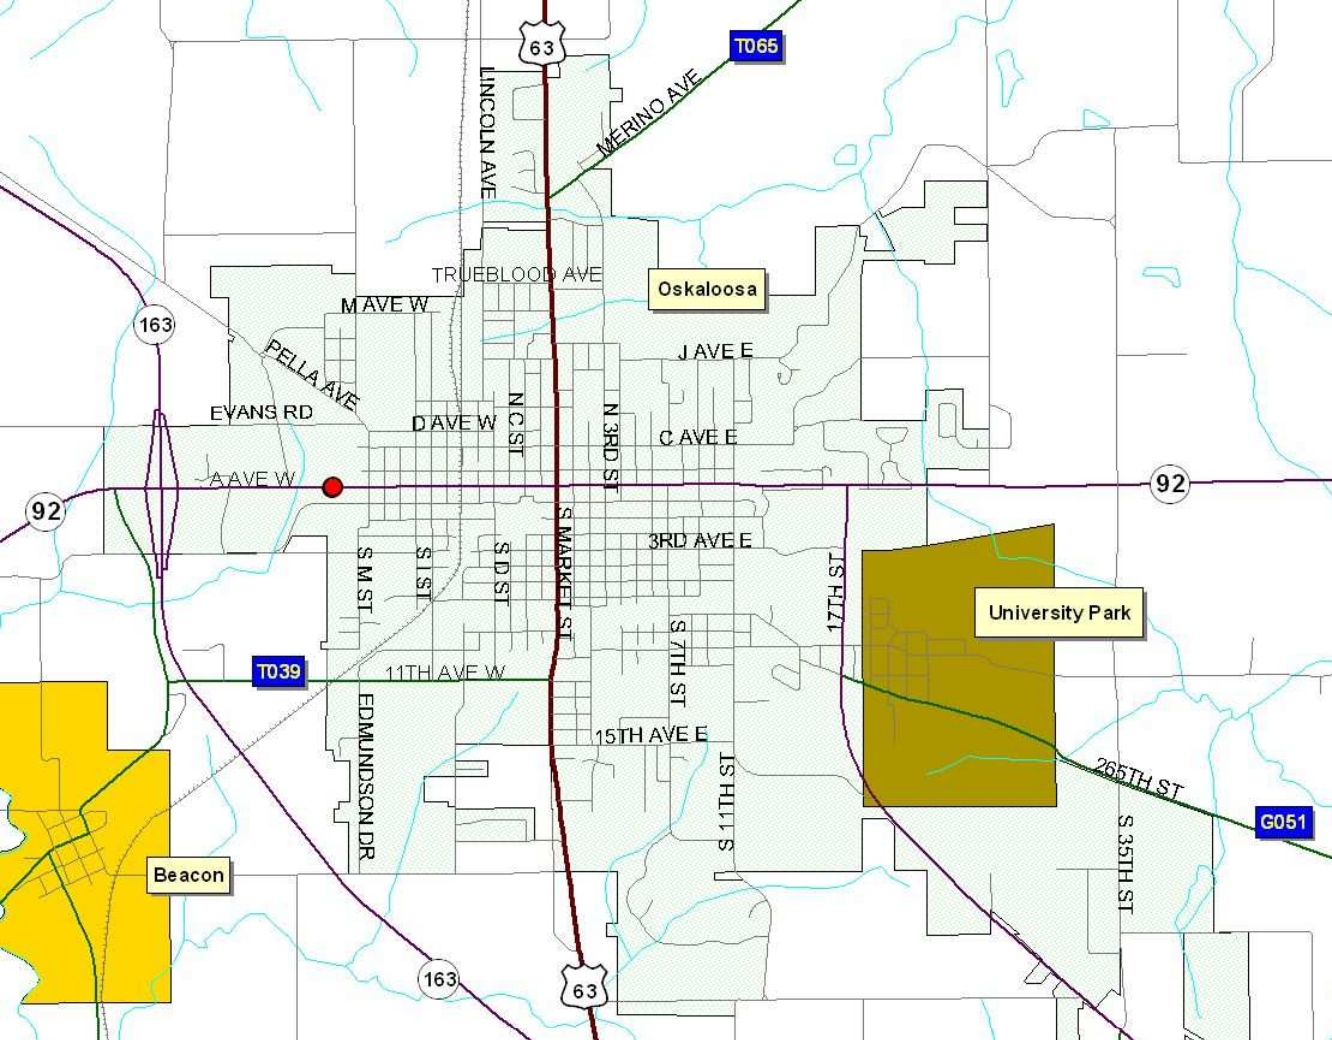 63
T065
LINCOLN AVE
MERINO AVE
TRUEBLOOD AVE
Oskaloosa
M AVE W
163
PELLA AVE
J AVE E
EVANS RD
D AVE W
N C ST
N 3RD ST
C AVE E
A AVE W
92
92
S MARKET ST
3RD AVE E
S M ST
S I ST
S D ST
17TH ST
University Park
S 7TH ST
T039
11TH AVE W
EDMUNDSON DR
15TH AVE E
S 11TH ST
265TH ST
G051
S 35TH ST
Beacon
163
63